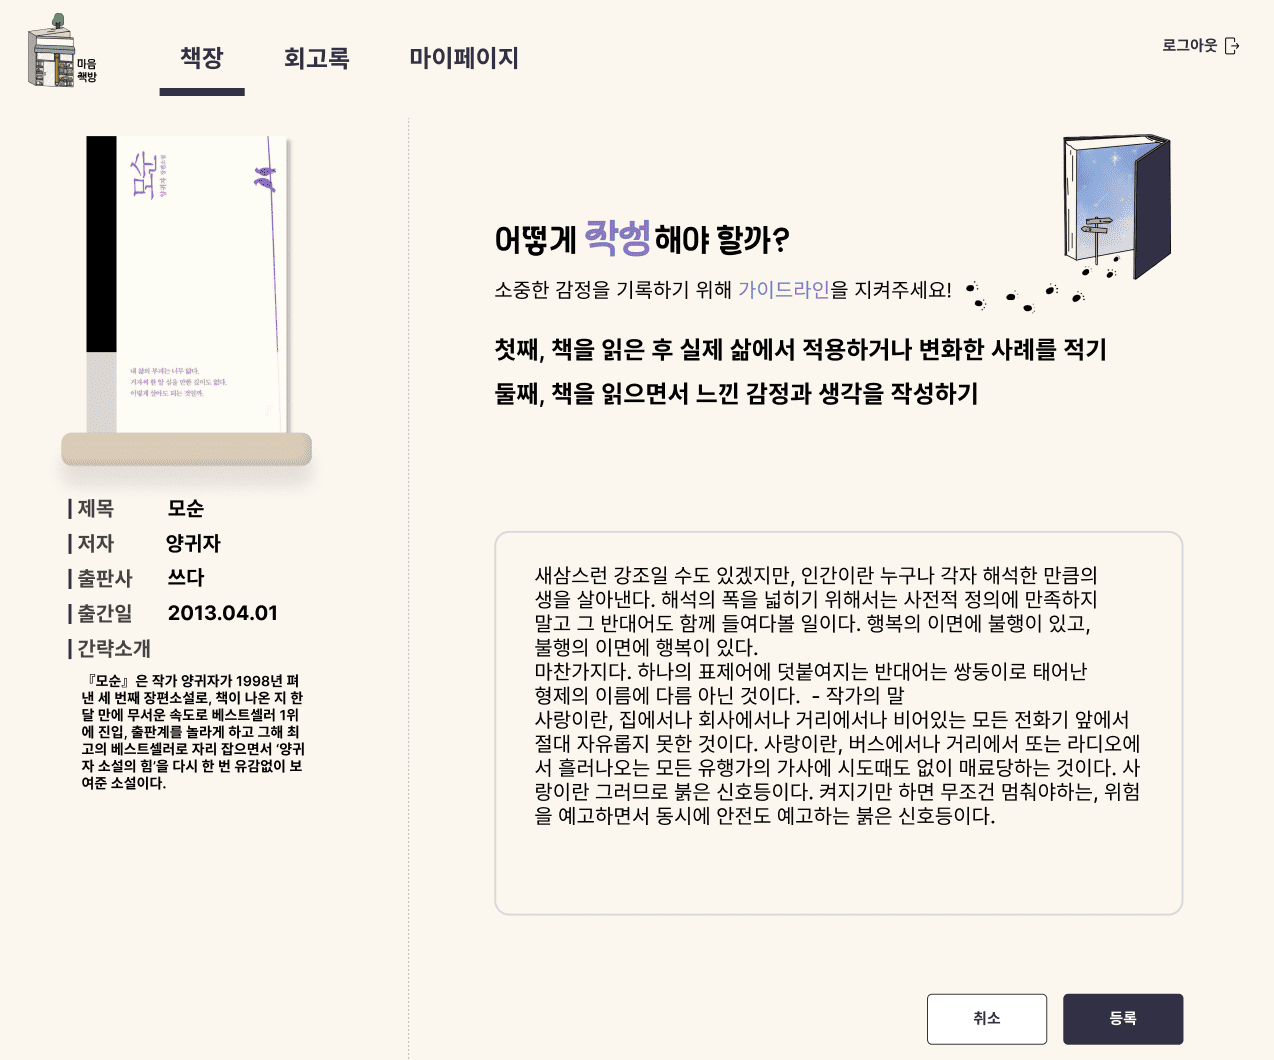 마음
책방
책장
회고록
마이페이지
로그아웃
모순
양귀자 장편소설
내 삶의 부피는 너무 얇다.
겨자씨 한 알 심을 만한 깊이도 없다.
이렇게 살아도 되는 것일까.
제목 모순
저자 양귀자
출판사 쓰다
출간일 2013.04.01
간략소개
『모순』은 작가 양귀자가 1998년 펴
낸 세 번째 장편소설로, 책이 나온 지 한
달 만에 무서운 속도로 베스트셀러 1위
에 진입, 출판계를 놀라게 하고 그해 최
고의 베스트셀러로 자리 잡으면서 ‘양귀
자 소설의 힘’을 다시 한 번 유감없이 보
여준 소설이다.
어떻게 작성해야 할까?
소중한 감정을 기록하기 위해 가이드라인을 지켜주세요!
첫째, 책을 읽은 후 실제 삶에서 적용하거나 변화한 사례를 적기
둘째, 책을 읽으면서 느낀 감정과 생각을 작성하기
새삼스런 강조일 수도 있겠지만, 인간이란 누구나 각자 해석한 만큼의
생을 살아낸다. 해석의 폭을 넓히기 위해서는 사전적 정의에 만족하지
말고 그 반대어도 함께 들여다볼 일이다. 행복의 이면에 불행이 있고,
불행의 이면에 행복이 있다.
마찬가지다. 하나의 표제어에 덧붙여지는 반대어는 쌍둥이로 태어난
형제의 이름에 다름 아닌 것이다. - 작가의 말
사랑이란, 집에서나 회사에서나 거리에서나 비어있는 모든 전화기 앞에서
절대 자유롭지 못한 것이다. 사랑이란, 버스에서나 거리에서 또는 라디오에
서 흘러나오는 모든 유행가의 가사에 시도때도 없이 매료당하는 것이다. 사
랑이란 그러므로 붉은 신호등이다. 켜지기만 하면 무조건 멈춰야하는, 위험
을 예고하면서 동시에 안전도 예고하는 붉은 신호등이다.
취소
등록